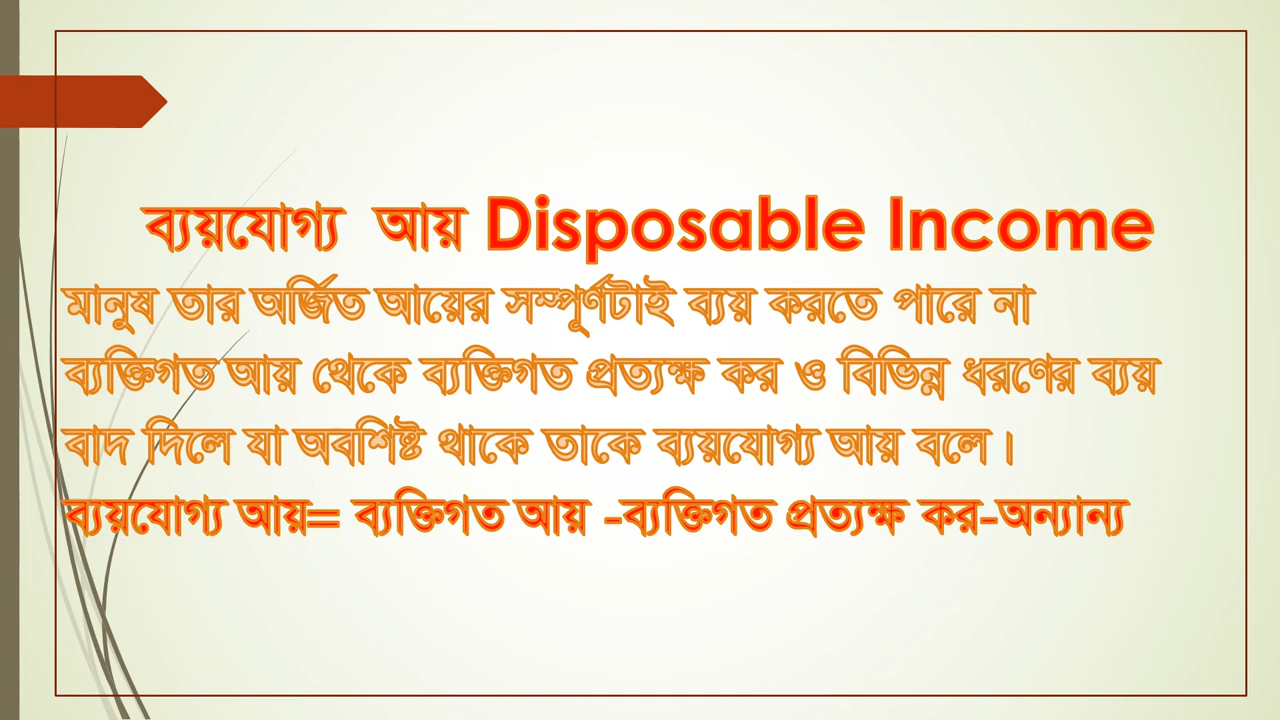 ব্যয়যোগ্য আয় Disposable Income
মানুষ তার অর্জিত আয়ের সম্পূর্ণটাই ব্যয় করতে পারে না
ব্যক্তিগত আয় থেকে ব্যক্তিগত প্রত্যক্ষ কর ও বিভিন্ন ধরণের ব্যয়
বাদ দিলে যা অবশিষ্ট থাকে তাকে ব্যয়যোগ্য আয় বলে।
ব্যয়যোগ্য আয়= ব্যক্তিগত আয় -ব্যক্তিগত প্রত্যক্ষ কর-অন্যান্য